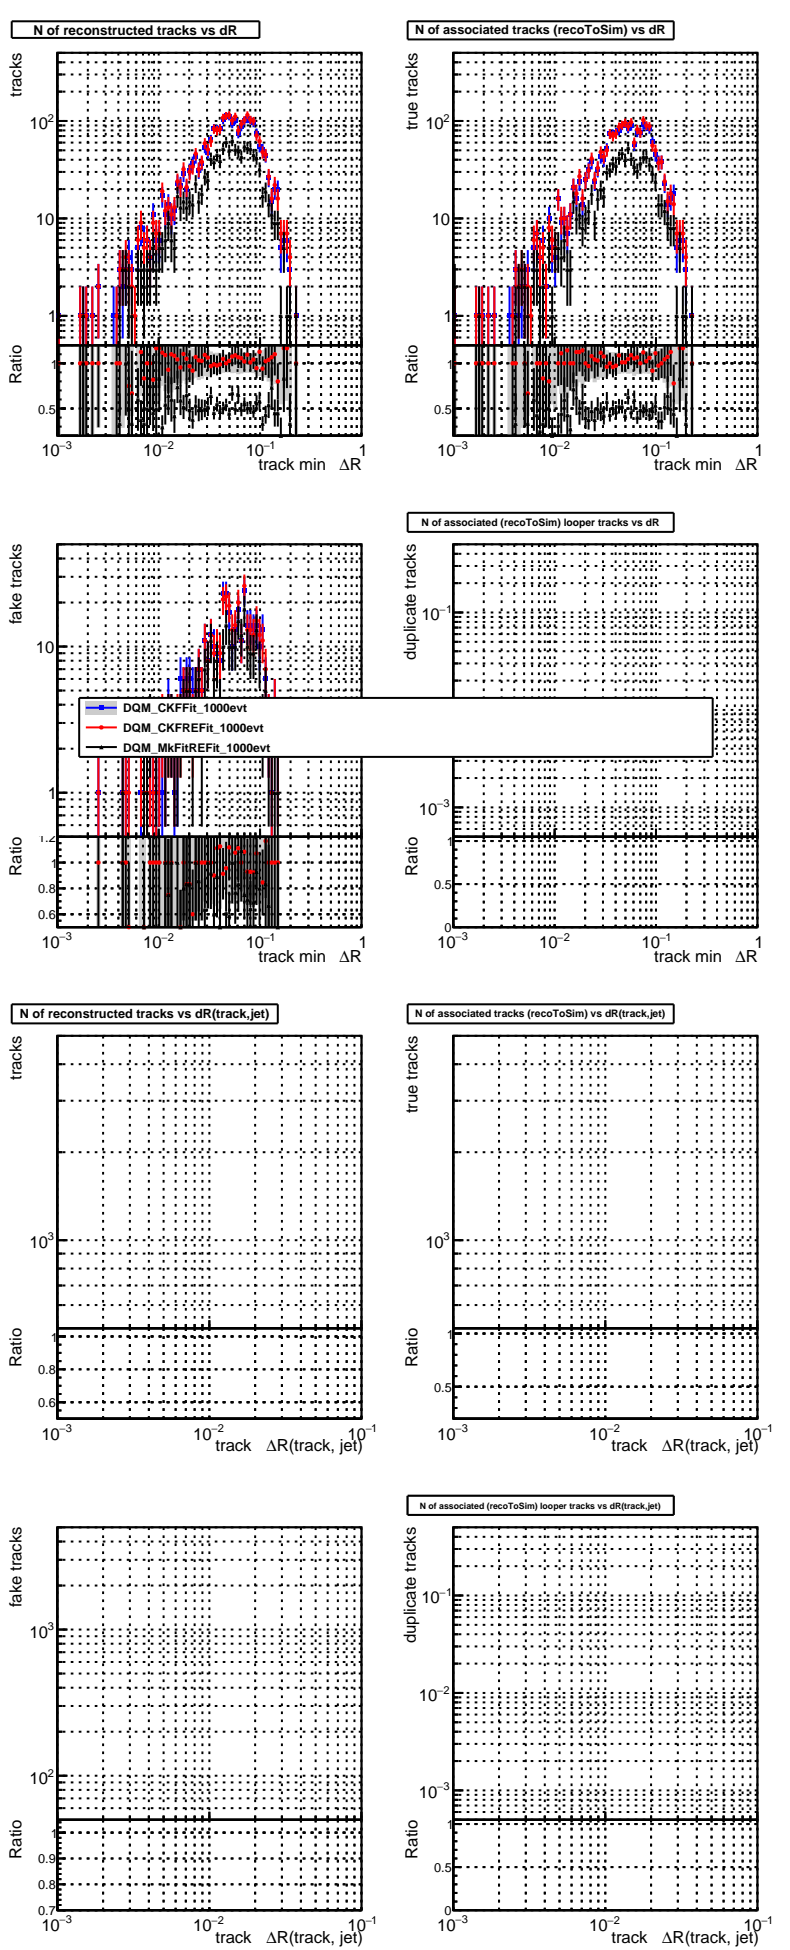 N of reconstructed tracks vs dR
tracks
10²
10
1
Ratio
1
0.5
10⁻³ 10⁻² 10⁻¹ 1
track min ΔR
N of associated tracks (recoToSim) vs dR
true tracks
10²
10
1
Ratio
1
0.5
10⁻³ 10⁻² 10⁻¹ 1
track min ΔR
fake tracks
10
1
Ratio
1.2
1
0.8
0.6
10⁻³ 10⁻² 10⁻¹ 1
track min ΔR
N of associated (recoToSim) looper tracks vs dR
duplicate tracks
10⁻¹
10⁻³
Ratio
1
0.5
0
10⁻³ 10⁻² 10⁻¹ 1
track min ΔR
DQM_CKFFit_1000evt
DQM_CKFREFit_1000evt
DQM_MkFitREFit_1000evt
N of reconstructed tracks vs dR(track,jet)
tracks
10³
Ratio
1
0.8
0.6
10⁻³ 10⁻² 10⁻¹
track ΔR(track, jet)
N of associated tracks (recoToSim) vs dR(track,jet)
true tracks
10³
Ratio
1
0.5
10⁻³ 10⁻² 10⁻¹
track ΔR(track, jet)
fake tracks
10³
10²
Ratio
1
0.9
0.8
0.7
10⁻³ 10⁻² 10⁻¹
track ΔR(track, jet)
N of associated (recoToSim) looper tracks vs dR(track,jet)
duplicate tracks
10⁻¹
10⁻²
10⁻³
Ratio
1
0.5
0
10⁻³ 10⁻² 10⁻¹
track ΔR(track, jet)